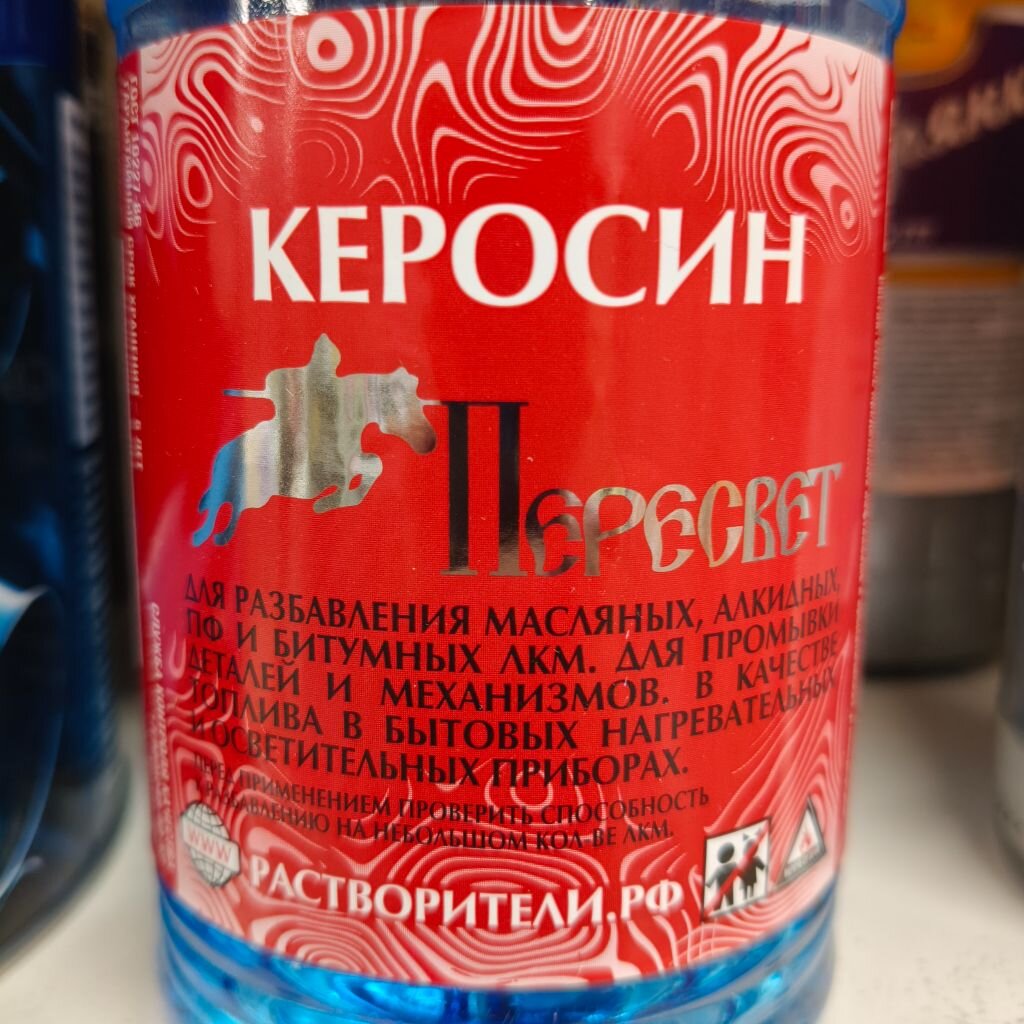 КЕРОСИН
ПЕРЕСВЕТ
ДЛЯ РАЗБАВЛЕНИЯ МАСЛЯНЫХ, АЛКИДНЫХ,
ПФ И БИТУМНЫХ ЛКМ. ДЛЯ ПРОМЫВКИ
ДЕТАЛЕЙ И МЕХАНИЗМОВ. В КАЧЕСТВЕ
ТОПЛИВА В БЫТОВЫХ НАГРЕВАТЕЛЬНЫХ
И ОСВЕТИТЕЛЬНЫХ ПРИБОРАХ.
ПЕРЕД ПРИМЕНЕНИЕМ ПРОВЕРИТЬ СПОСОБНОСТЬ
К РАЗБАВЛЕНИЮ НА НЕБОЛЬШОМ КОЛ-ВЕ ЛКМ.
WWW
РАСТВОРИТЕЛИ.РФ